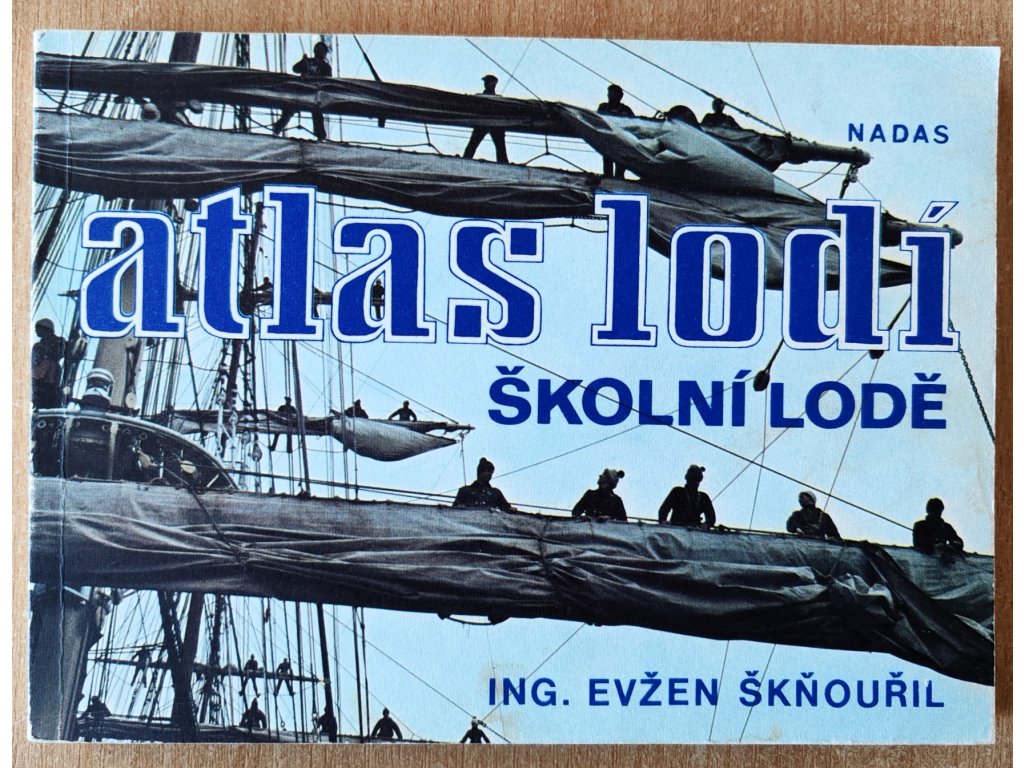 NADAS
atlas lodí
ŠKOLNÍ LODĚ
ING. EVŽEN ŠKŇOUŘIL